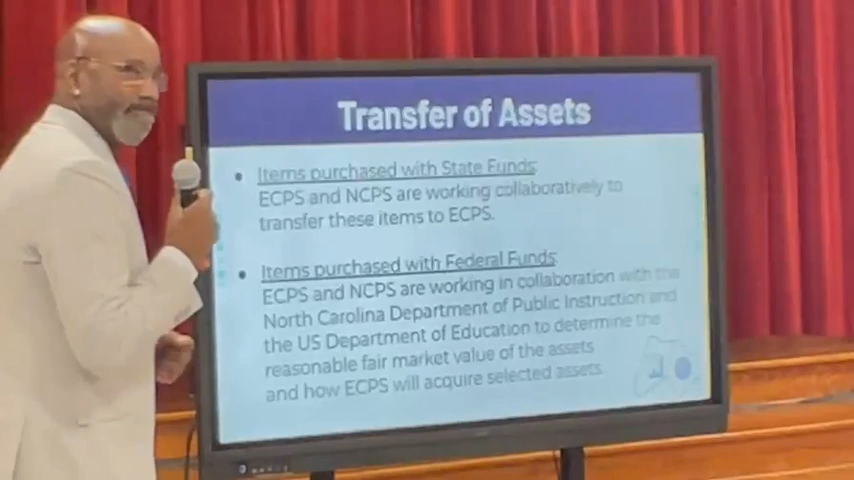 Transfer of Assets
• Items purchased with State Funds:
ECPS and NCPS are working collaboratively to
transfer these items to ECPS.
• Items purchased with Federal Funds:
ECPS and NCPS are working in collaboration with the
North Carolina Department of Public Instruction and
the US Department of Education to determine the
reasonable fair market value of the assets
and how ECPS will acquire selected assets.